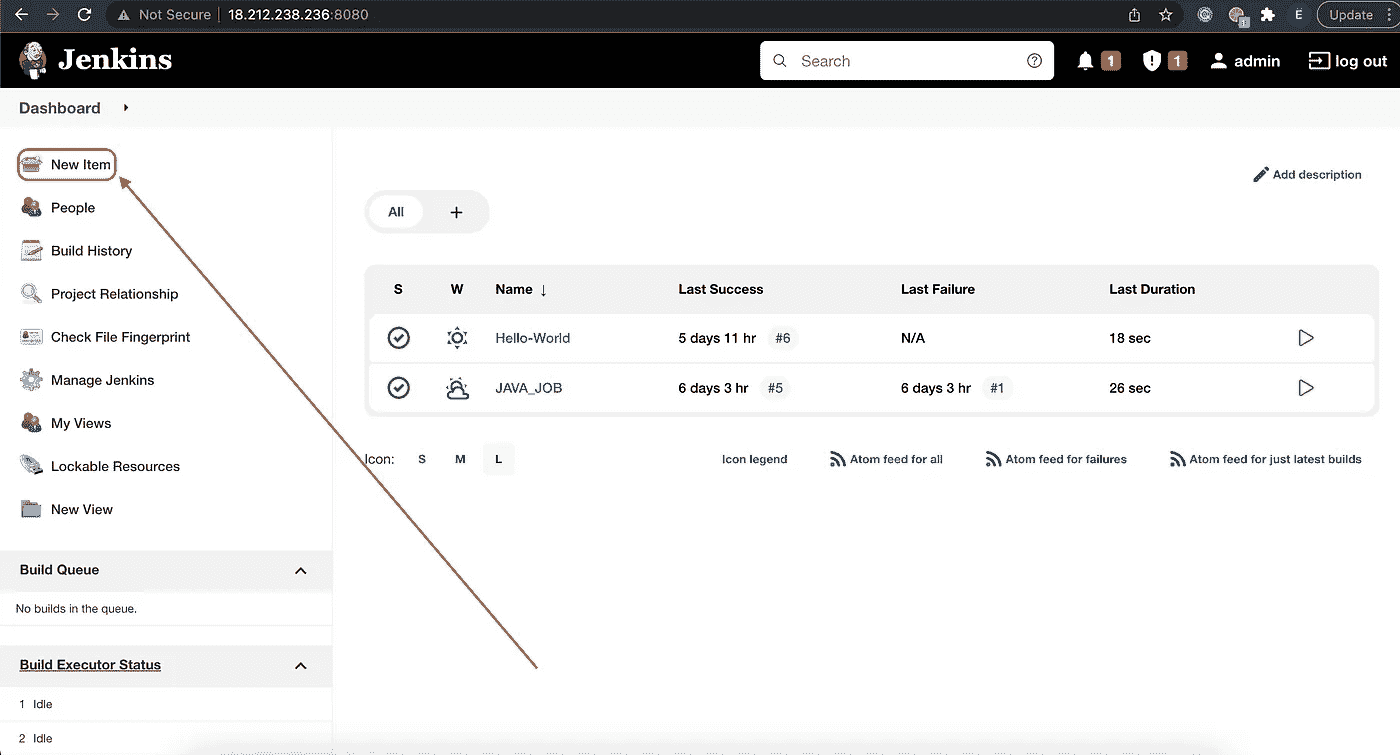 Not Secure 18.212.238.236:8080 E Update
Jenkins Search 1 1 admin log out
Dashboard
New Item
People
Build History
Project Relationship
Check File Fingerprint
Manage Jenkins
My Views
Lockable Resources
New View
Build Queue
No builds in the queue.
Build Executor Status
1 Idle
2 Idle
Add description
All +
S W Name ↓ Last Success Last Failure Last Duration
Hello-World 5 days 11 hr #6 N/A 18 sec
JAVA_JOB 6 days 3 hr #5 6 days 3 hr #1 26 sec
Icon: S M L Icon legend Atom feed for all Atom feed for failures Atom feed for just latest builds